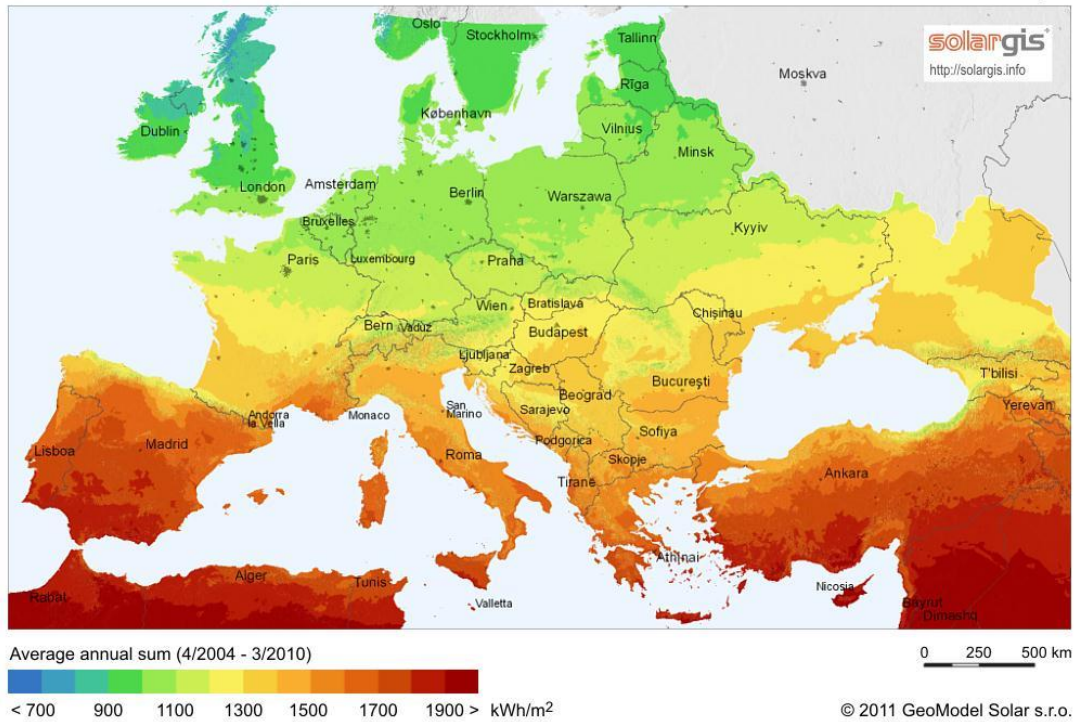 Oslo
Stockholm
Tallinn
solargis
http://solargis.info
Moskva
Rīga
København
Dublin
Vilnius
Minsk
London
Amsterdam
Berlin
Warszawa
Bruxelles
Kyyiv
Paris
Luxembourg
Praha
Wien
Bratislava
Chişinau
Bern
Vaduz
Budapest
Ljubljana
Zagreb
T'bilisi
Bucureşti
Beograd
Yerevan
Andorra
la Vella
Monaco
San
Marino
Sarajevo
Sofiya
Podgorica
Lisboa
Madrid
Roma
Skopje
Ankara
Tiranë
Athínai
Alger
Tunis
Nicosia
Rabat
Valletta
Bayrut
Dimashq
Average annual sum (4/2004 - 3/2010)
0 250 500 km
< 700 900 1100 1300 1500 1700 1900 > kWh/m²
© 2011 GeoModel Solar s.r.o.